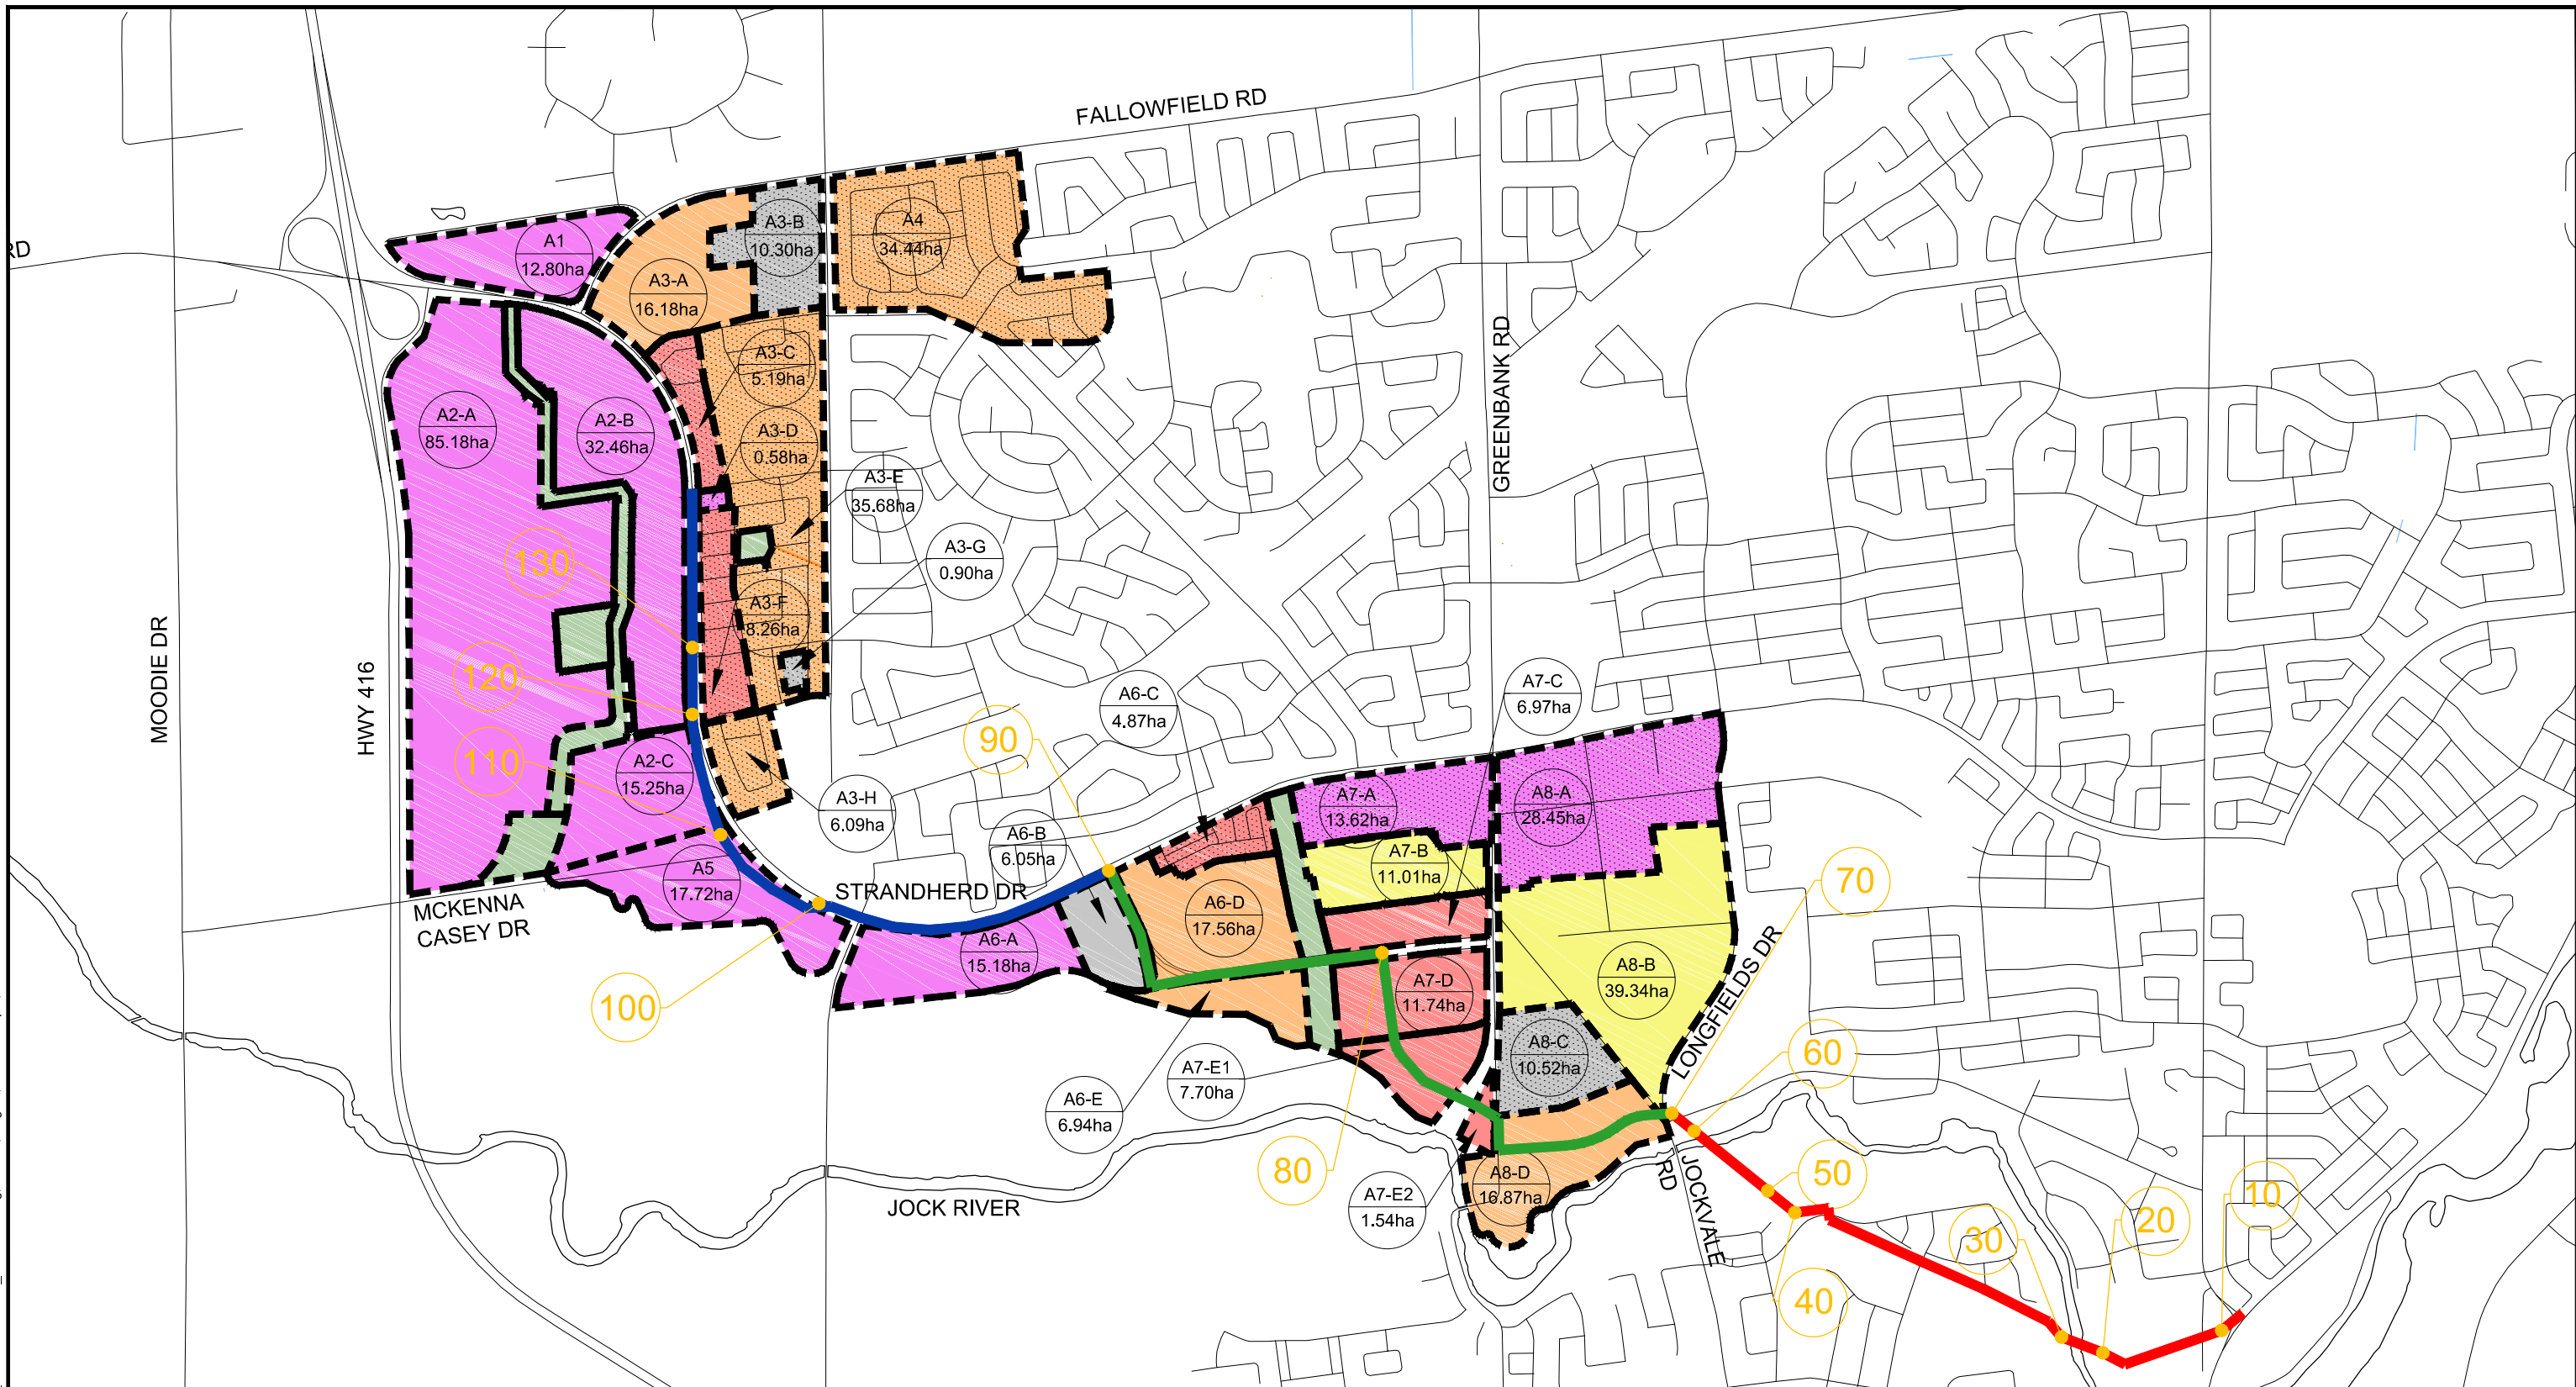 FALLOWFIELD RD
RD
A1
12.80ha
A3-B
10.30ha
A4
34.44ha
A3-A
16.18ha
A3-C
5.19ha
A2-A
85.18ha
A2-B
32.46ha
A3-D
0.58ha
A3-E
35.68ha
GREENBANK RD
130
A3-G
0.90ha
A3-F
8.26ha
MOODIE DR
HWY 416
120
110
90
A6-C
4.87ha
A7-C
6.97ha
A2-C
15.25ha
A3-H
6.09ha
A7-A
13.62ha
A8-A
28.45ha
A6-B
6.05ha
A7-B
11.01ha
A5
17.72ha
STRANDHERD DR
70
MCKENNA
CASEY DR
A6-D
17.56ha
A6-A
15.18ha
A8-B
39.34ha
LONGFIELDS DR
100
A7-D
11.74ha
A8-C
10.52ha
60
A7-E1
7.70ha
A6-E
6.94ha
80
A7-E2
1.54ha
A8-D
16.87ha
JOCKVALE
RD
50
JOCK RIVER
10
20
30
40